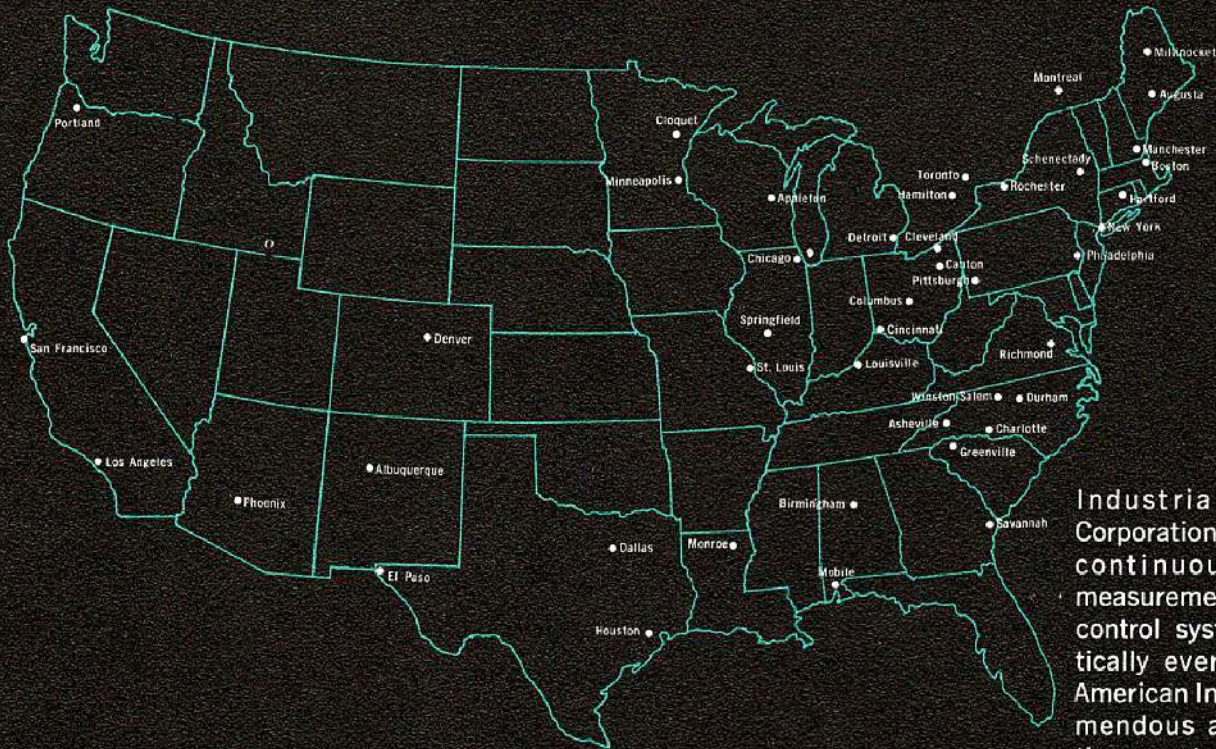 Millinocket
Montreal
Augusta
Portland
Cloquet
Manchester
Schenectady
Boston
Toronto
Minneapolis
Rochester
Hamilton
Appleton
Hartford
New York
Detroit
Cleveland
Chicago
Philadelphia
Canton
Pittsburgh
Columbus
Springfield
Cincinnati
Denver
San Francisco
Richmond
St. Louis
Louisville
Winston-Salem
Durham
Asheville
Charlotte
Greenville
Los Angeles
Albuquerque
Phoenix
Birmingham
Savannah
Dallas
Monroe
Mobile
El Paso
Houston
Industria
Corporation
continuou
measureme
control syst
tically ever
American In
mendous a